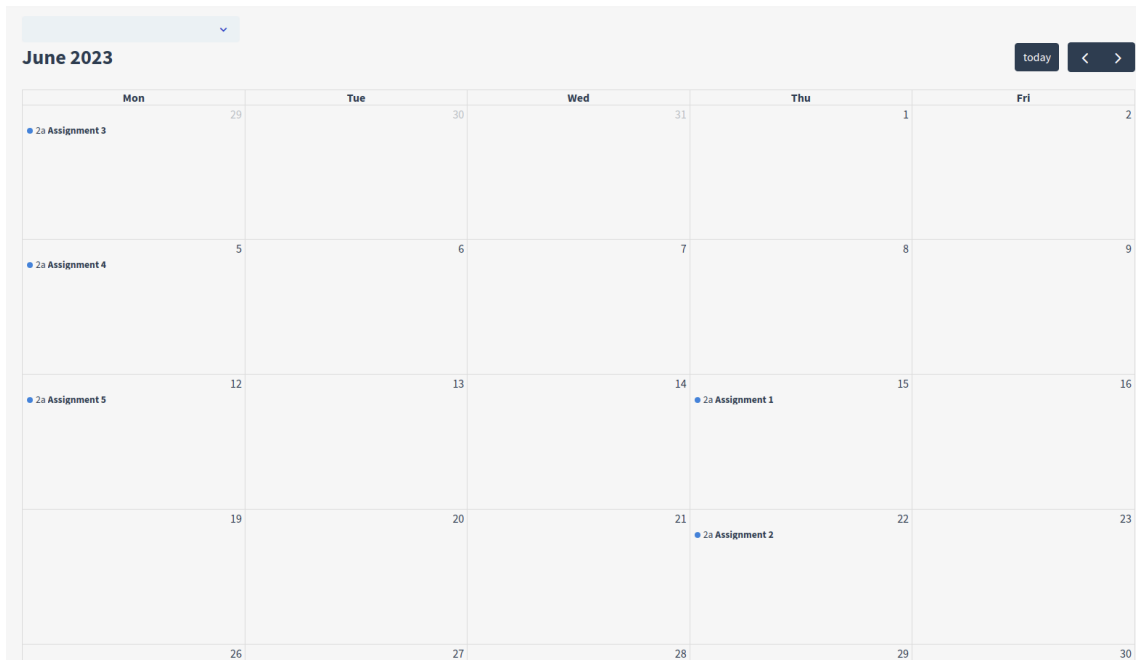 June 2023
today
Mon Tue Wed Thu Fri
29 30 31 1 2
2a Assignment 3
5 6 7 8 9
2a Assignment 4
12 13 14 15 16
2a Assignment 5 2a Assignment 1
19 20 21 22 23
2a Assignment 2
26 27 28 29 30